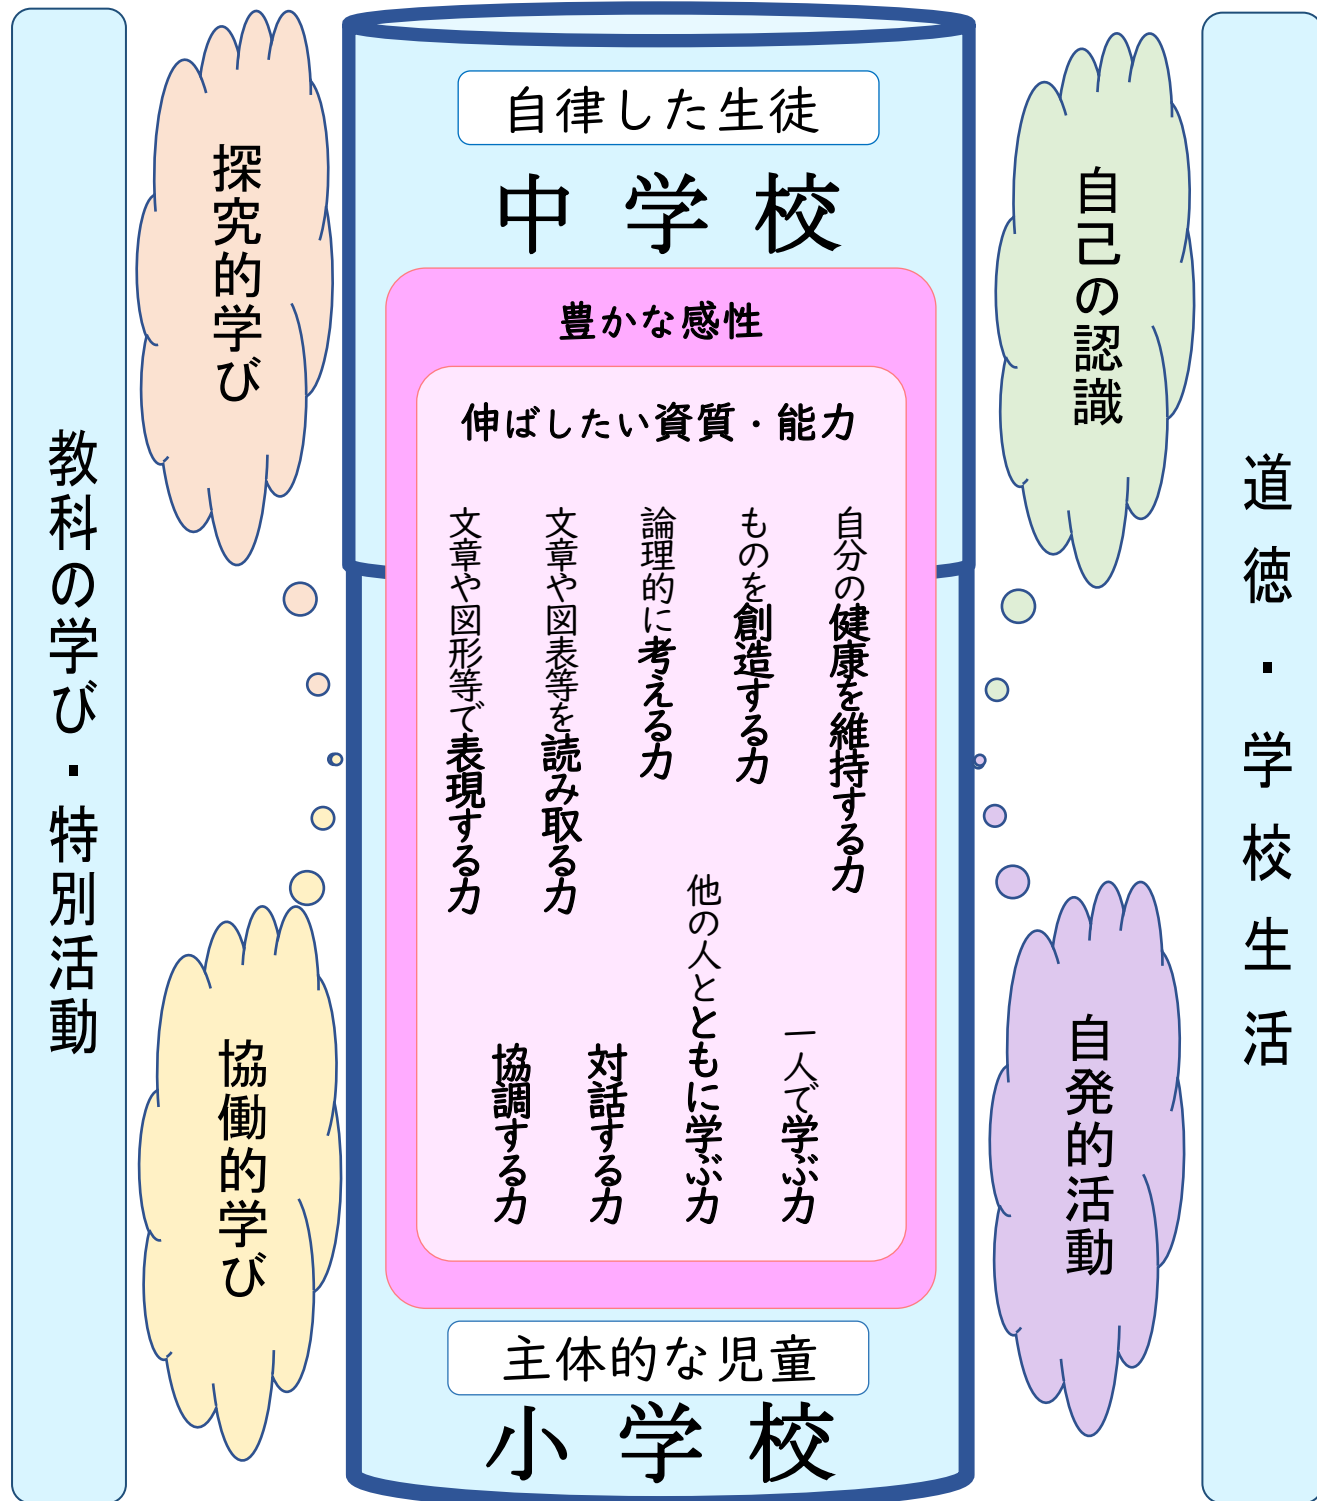 自律した生徒
中学校
豊かな感性
伸ばしたい資質・能力
自分の健康を維持する力
ものを創造する力
論理的に考える力
文章や図表等を読み取る力
文章や図形等で表現する力
一人で学ぶ力
他の人とともに学ぶ力
対話する力
協調する力
主体的な児童
小学校
探究的学び
協働的学び
教科の学び・特別活動
自己の認識
自発的活動
道徳・学校生活